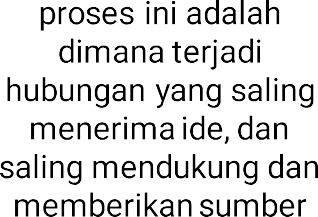 proses ini adalah
dimana terjadi
hubungan yang saling
menerima ide, dan
saling mendukung dan
memberikan sumber